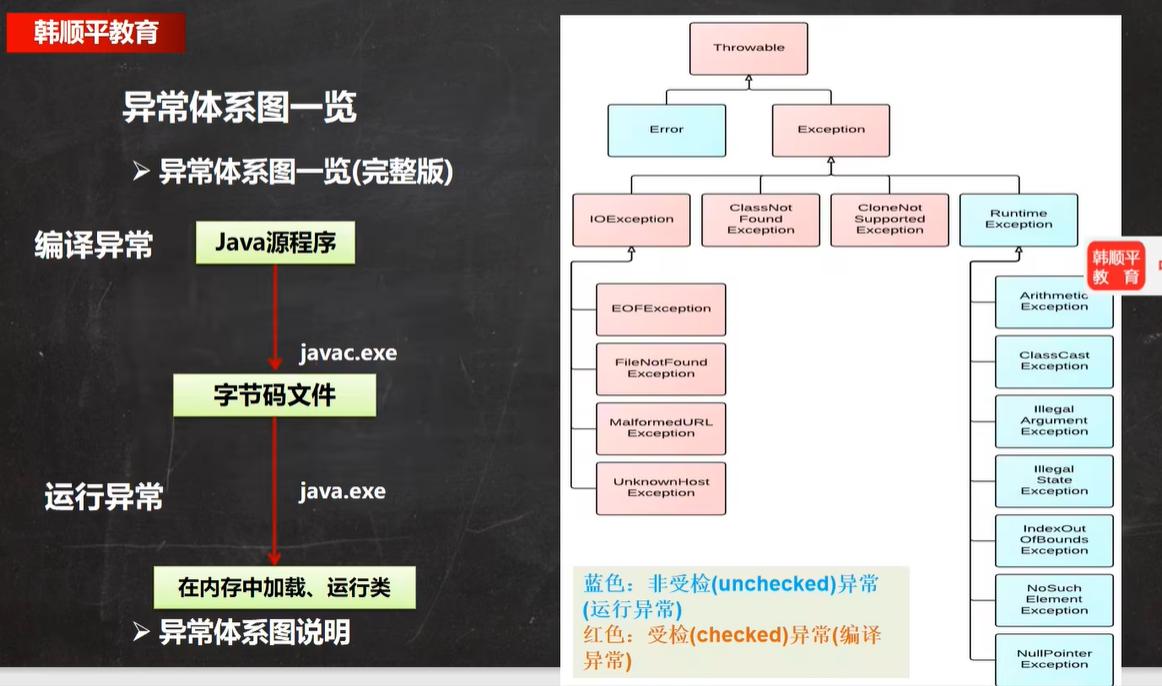 韩顺平教育
异常体系图一览
➢ 异常体系图一览(完整版)
编译异常
Java源程序
javac.exe
字节码文件
运行异常
java.exe
在内存中加载、运行类
➢ 异常体系图说明
Throwable
Error
Exception
IOException
ClassNot
Found
Exception
CloneNot
Supported
Exception
Runtime
Exception
EOFException
FileNotFound
Exception
MalformedURL
Exception
UnknownHost
Exception
Arithmetic
Exception
ClassCast
Exception
Illegal
Argument
Exception
Illegal
State
Exception
IndexOut
OfBounds
Exception
NoSuch
Element
Exception
NullPointer
Exception
韩顺平
教 育
蓝色：非受检(unchecked)异常
(运行异常)
红色：受检(checked)异常(编译
异常)